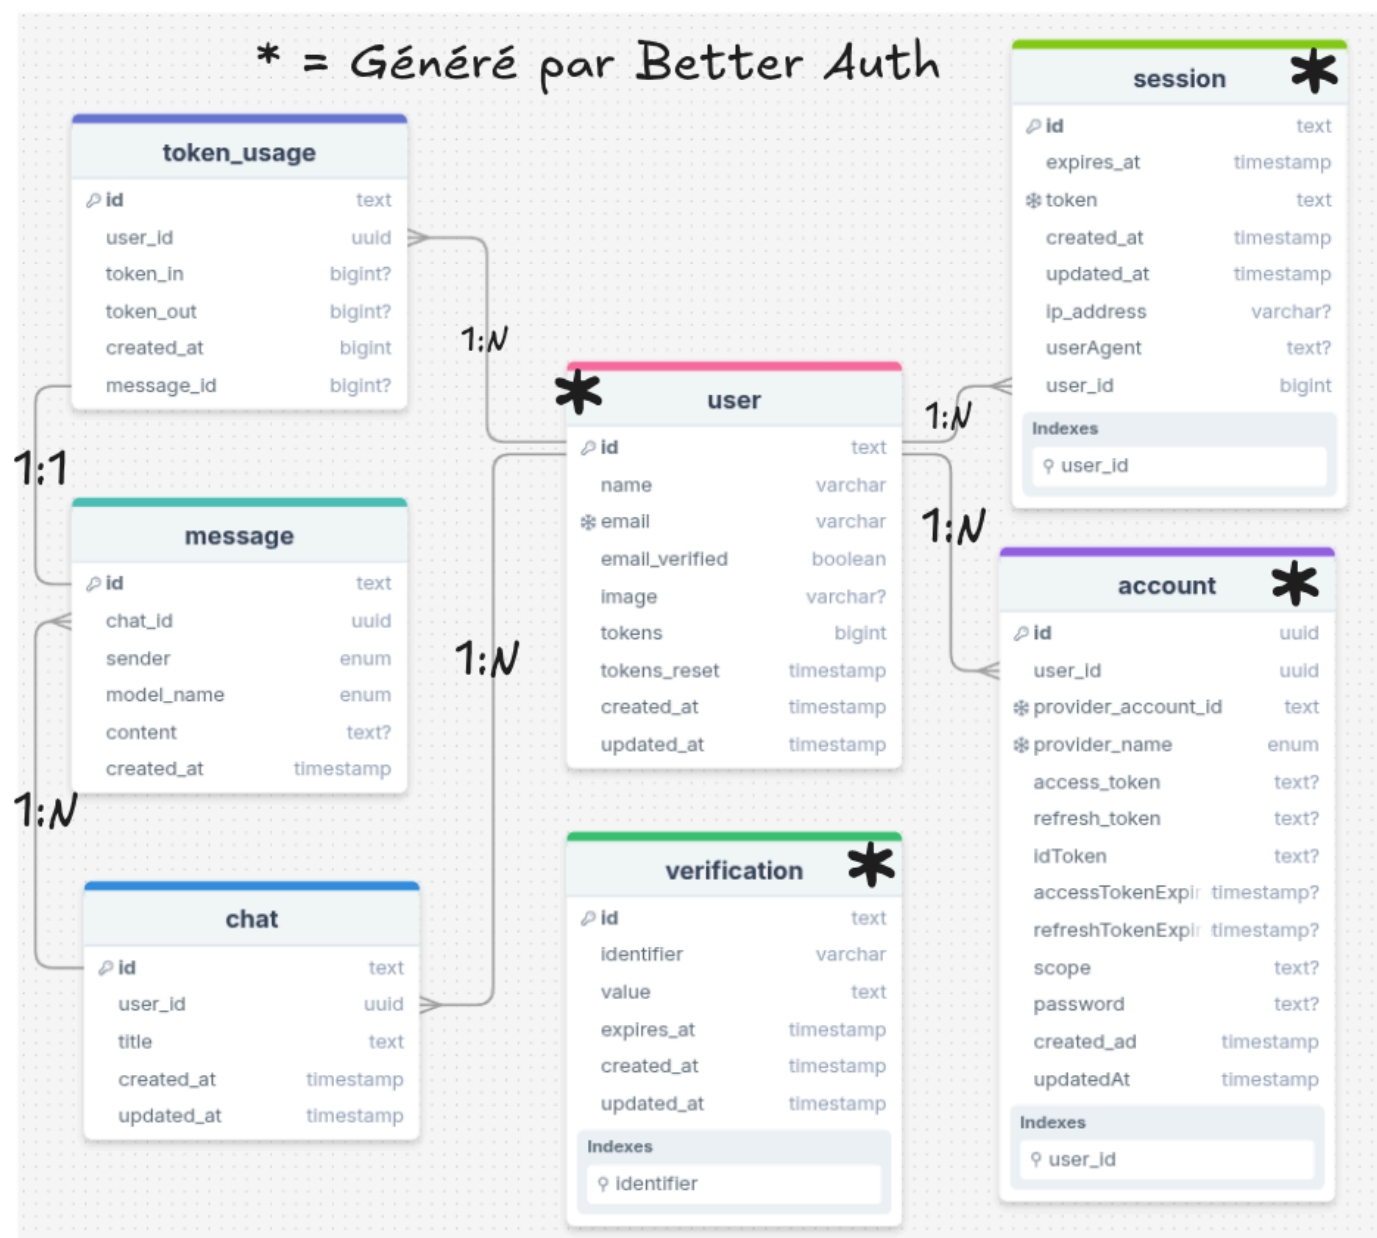 * = Généré par Better Auth
token_usage
id text
user_id uuid
token_in bigint?
token_out bigint?
created_at bigint
message_id bigint?
1:1
message
id text
chat_id uuid
sender enum
model_name enum
content text?
created_at timestamp
1:N
chat
id text
user_id uuid
title text
created_at timestamp
updated_at timestamp
1:N
1:N
* user
id text
name varchar
email varchar
email_verified boolean
image varchar?
tokens bigint
tokens_reset timestamp
created_at timestamp
updated_at timestamp
verification *
id text
identifier varchar
value text
expires_at timestamp
created_at timestamp
updated_at timestamp
Indexes
identifier
1:N
1:N
session *
id text
expires_at timestamp
token text
created_at timestamp
updated_at timestamp
ip_address varchar?
userAgent text?
user_id bigint
Indexes
user_id
account *
id uuid
user_id uuid
provider_account_id text
provider_name enum
access_token text?
refresh_token text?
idToken text?
accessTokenExpir timestamp?
refreshTokenExpir timestamp?
scope text?
password text?
created_ad timestamp
updatedAt timestamp
Indexes
user_id